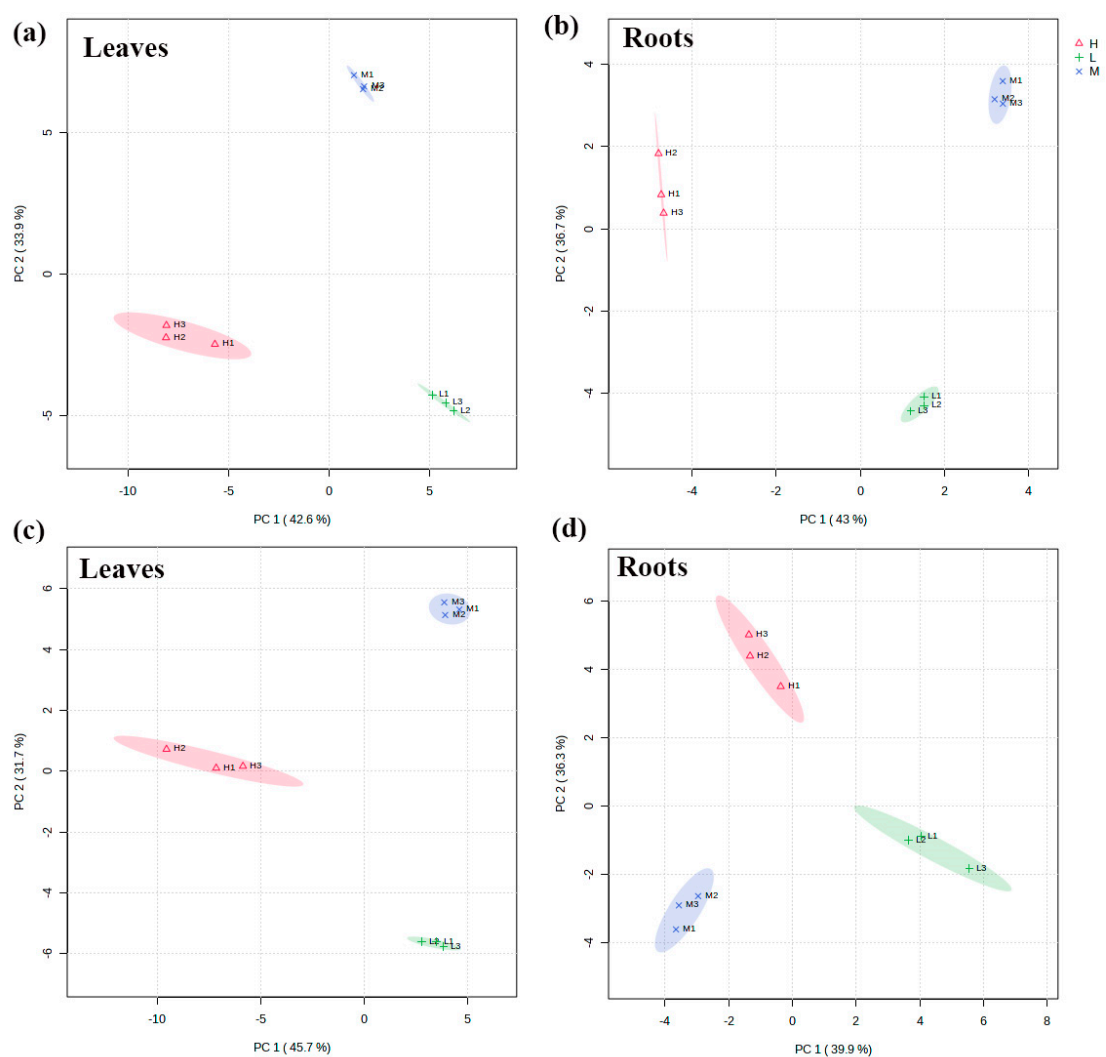 (a)
Leaves
M1
M3
M2
H3
H2
H1
L1
L3
L2
5
0
-5
PC 2 ( 33.9 %)
-10
-5
0
5
PC 1 ( 42.6 %)
(b)
Roots
H
L
M
M1
M2
M3
H2
H1
H3
L1
L2
L3
4
2
0
-2
-4
PC 2 ( 36.7 %)
-4
-2
0
2
4
PC 1 ( 43 %)
(c)
Leaves
M3
M1
M2
H2
H1
H3
L2
L1
L3
6
4
2
0
-2
-4
-6
PC 2 ( 31.7 %)
-10
-5
0
5
PC 1 ( 45.7 %)
(d)
Roots
H3
H2
H1
L1
L2
L3
M2
M3
M1
6
4
2
0
-2
-4
PC 2 ( 36.3 %)
-4
-2
0
2
4
6
8
PC 1 ( 39.9 %)